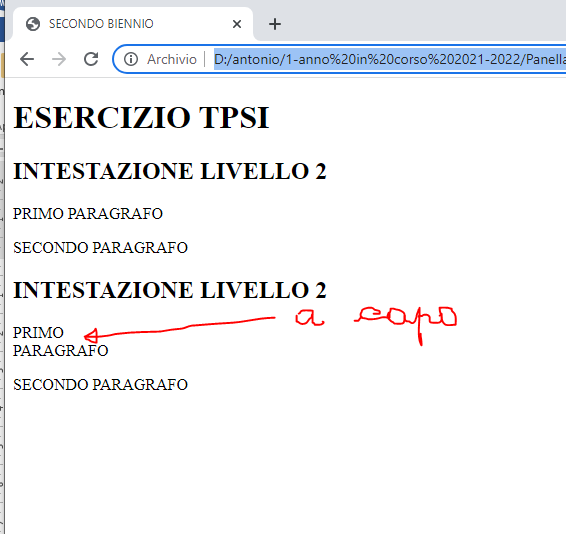 SECONDO BIENNIO
Archivio
D:/antonio/1-anno%20in%20corso%202021-2022/Panella
ESERCIZIO TPSI
INTESTAZIONE LIVELLO 2
PRIMO PARAGRAFO
SECONDO PARAGRAFO
INTESTAZIONE LIVELLO 2
a capo
PRIMO
PARAGRAFO
SECONDO PARAGRAFO